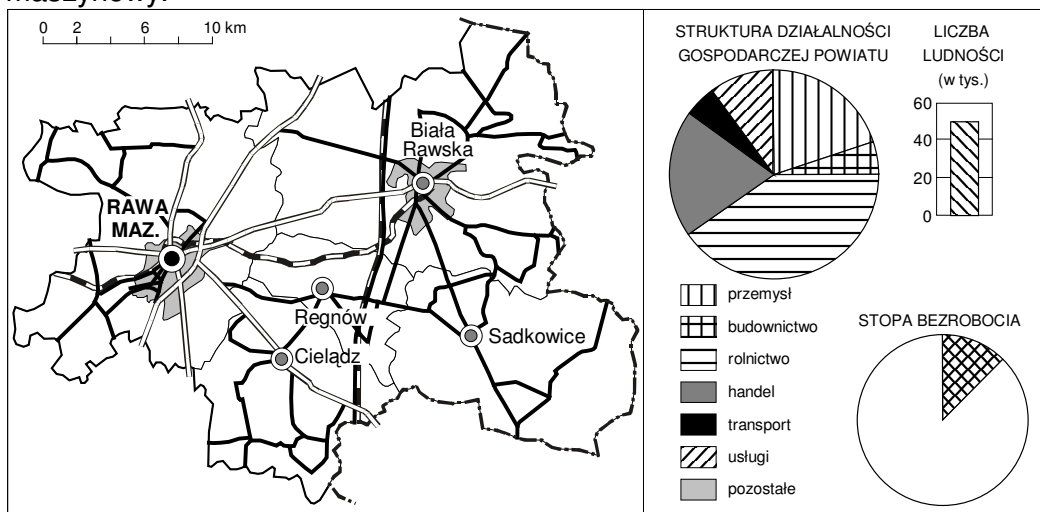 maszynowy.
0 2 6 10 km
RAWA
MAZ.
Biała
Rawska
Regnów
Cielądz
Sadkowice
STRUKTURA DZIAŁALNOŚCI
GOSPODARCZEJ POWIATU
LICZBA
LUDNOŚCI
(w tys.)
60
40
20
0
przemysł
budownictwo
rolnictwo
handel
transport
usługi
pozostałe
STOPA BEZROBOCIA